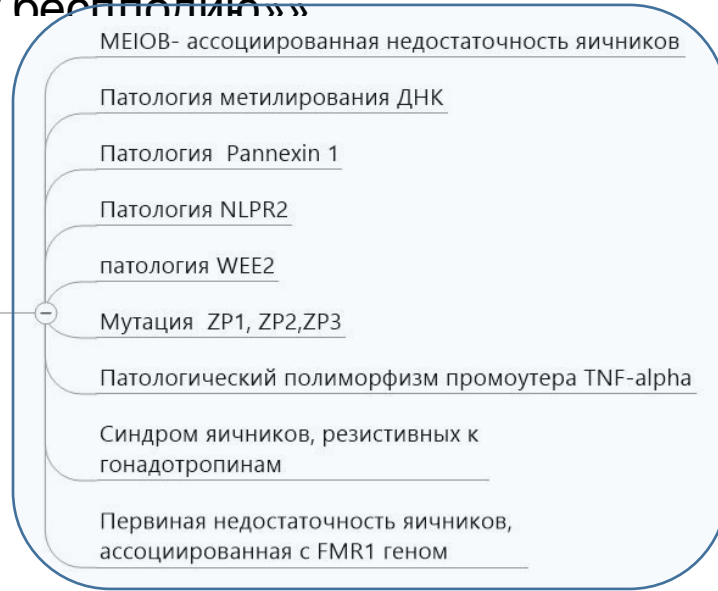 бесплодию»»
MEIOB- ассоциированная недостаточность яичников
Патология метилирования ДНК
Патология Pannexin 1
Патология NLPR2
патология WEE2
Мутация ZP1, ZP2,ZP3
Патологический полиморфизм промоутера TNF-alpha
Синдром яичников, резистивных к
гонадотропинам
Первиная недостаточность яичников,
ассоциированная с FMR1 геном